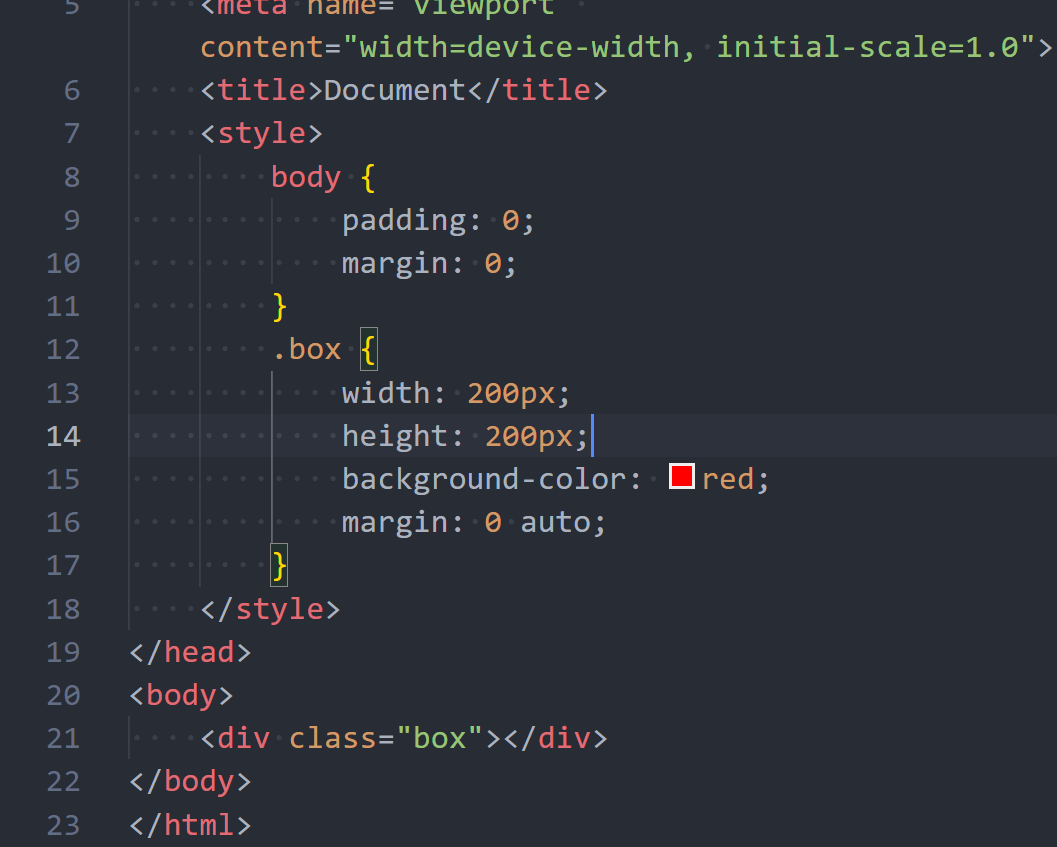 5 <meta name="viewport"
content="width=device-width, initial-scale=1.0">
6 <title>Document</title>
7 <style>
8 body {
9 padding: 0;
10 margin: 0;
11 }
12 .box {
13 width: 200px;
14 height: 200px;
15 background-color: red;
16 margin: 0 auto;
17 }
18 </style>
19 </head>
20 <body>
21 <div class="box"></div>
22 </body>
23 </html>